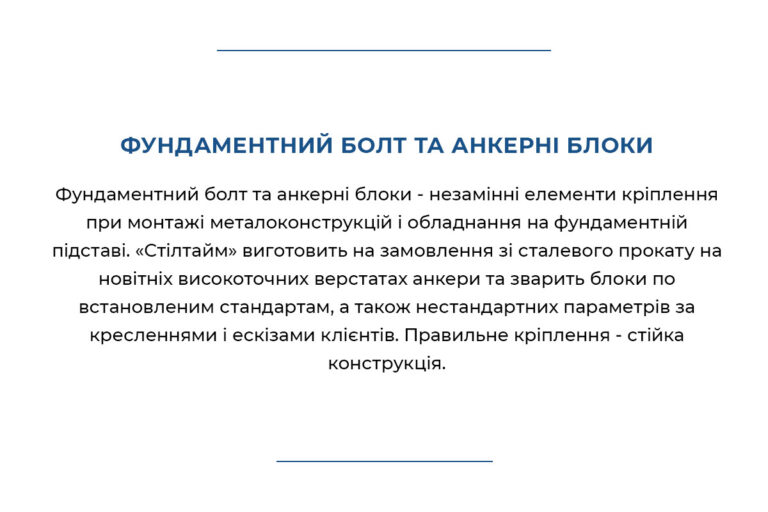 ФУНДАМЕНТНИЙ БОЛТ ТА АНКЕРНІ БЛОКИ
Фундаментний болт та анкерні блоки - незамінні елементи кріплення
при монтажі металоконструкцій і обладнання на фундаментній
підставі. «Стілтайм» виготовить на замовлення зі сталевого прокату на
новітніх високоточних верстатах анкери та зварить блоки по
встановленим стандартам, а також нестандартних параметрів за
кресленнями і ескізами клієнтів. Правильне кріплення - стійка
конструкція.